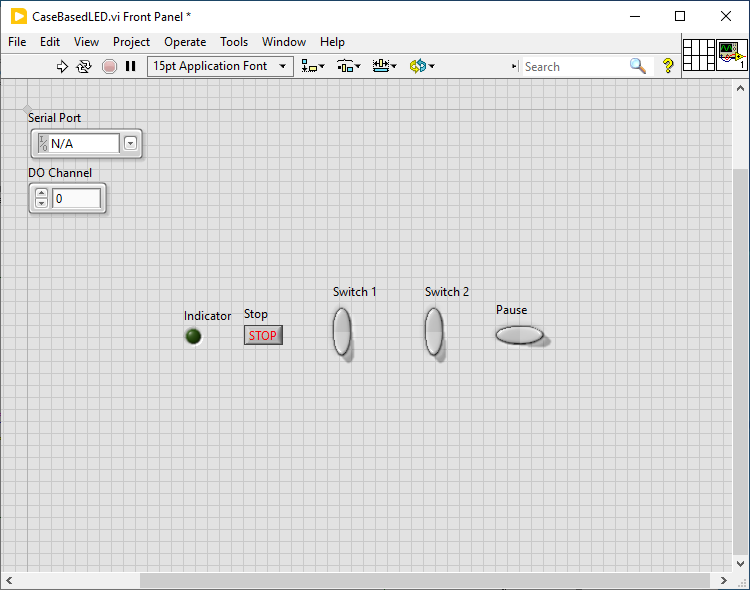 CaseBasedLED.vi Front Panel *
File Edit View Project Operate Tools Window Help
15pt Application Font
Search
?
1
Serial Port
I/O N/A
DO Channel
0
Switch 1 Switch 2
Indicator Stop Pause
STOP